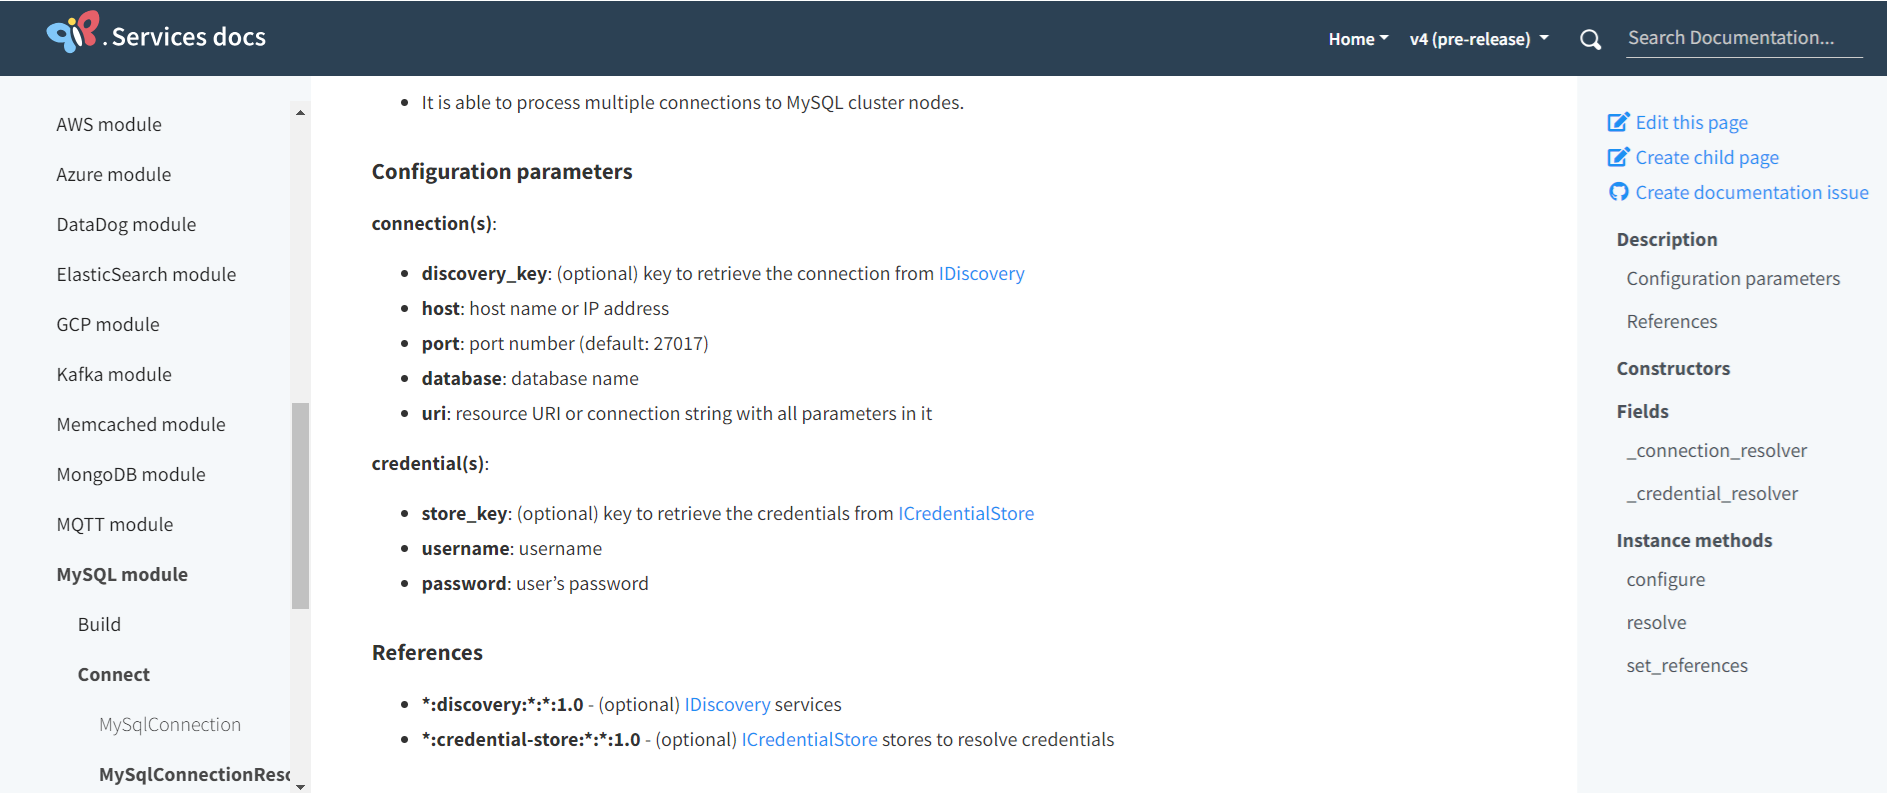 . Services docs
Home
v4 (pre-release)
Search Documentation...
AWS module
Azure module
DataDog module
ElasticSearch module
GCP module
Kafka module
Memcached module
MongoDB module
MQTT module
MySQL module
Build
Connect
MySqlConnection
MySqlConnectionReso
• It is able to process multiple connections to MySQL cluster nodes.
Configuration parameters
connection(s):
• discovery_key: (optional) key to retrieve the connection from IDiscovery
• host: host name or IP address
• port: port number (default: 27017)
• database: database name
• uri: resource URI or connection string with all parameters in it
credential(s):
• store_key: (optional) key to retrieve the credentials from ICredentialStore
• username: username
• password: user’s password
References
• *:discovery:*:*:1.0 - (optional) IDiscovery services
• *:credential-store:*:*:1.0 - (optional) ICredentialStore stores to resolve credentials
Edit this page
Create child page
Create documentation issue
Description
Configuration parameters
References
Constructors
Fields
_connection_resolver
_credential_resolver
Instance methods
configure
resolve
set_references